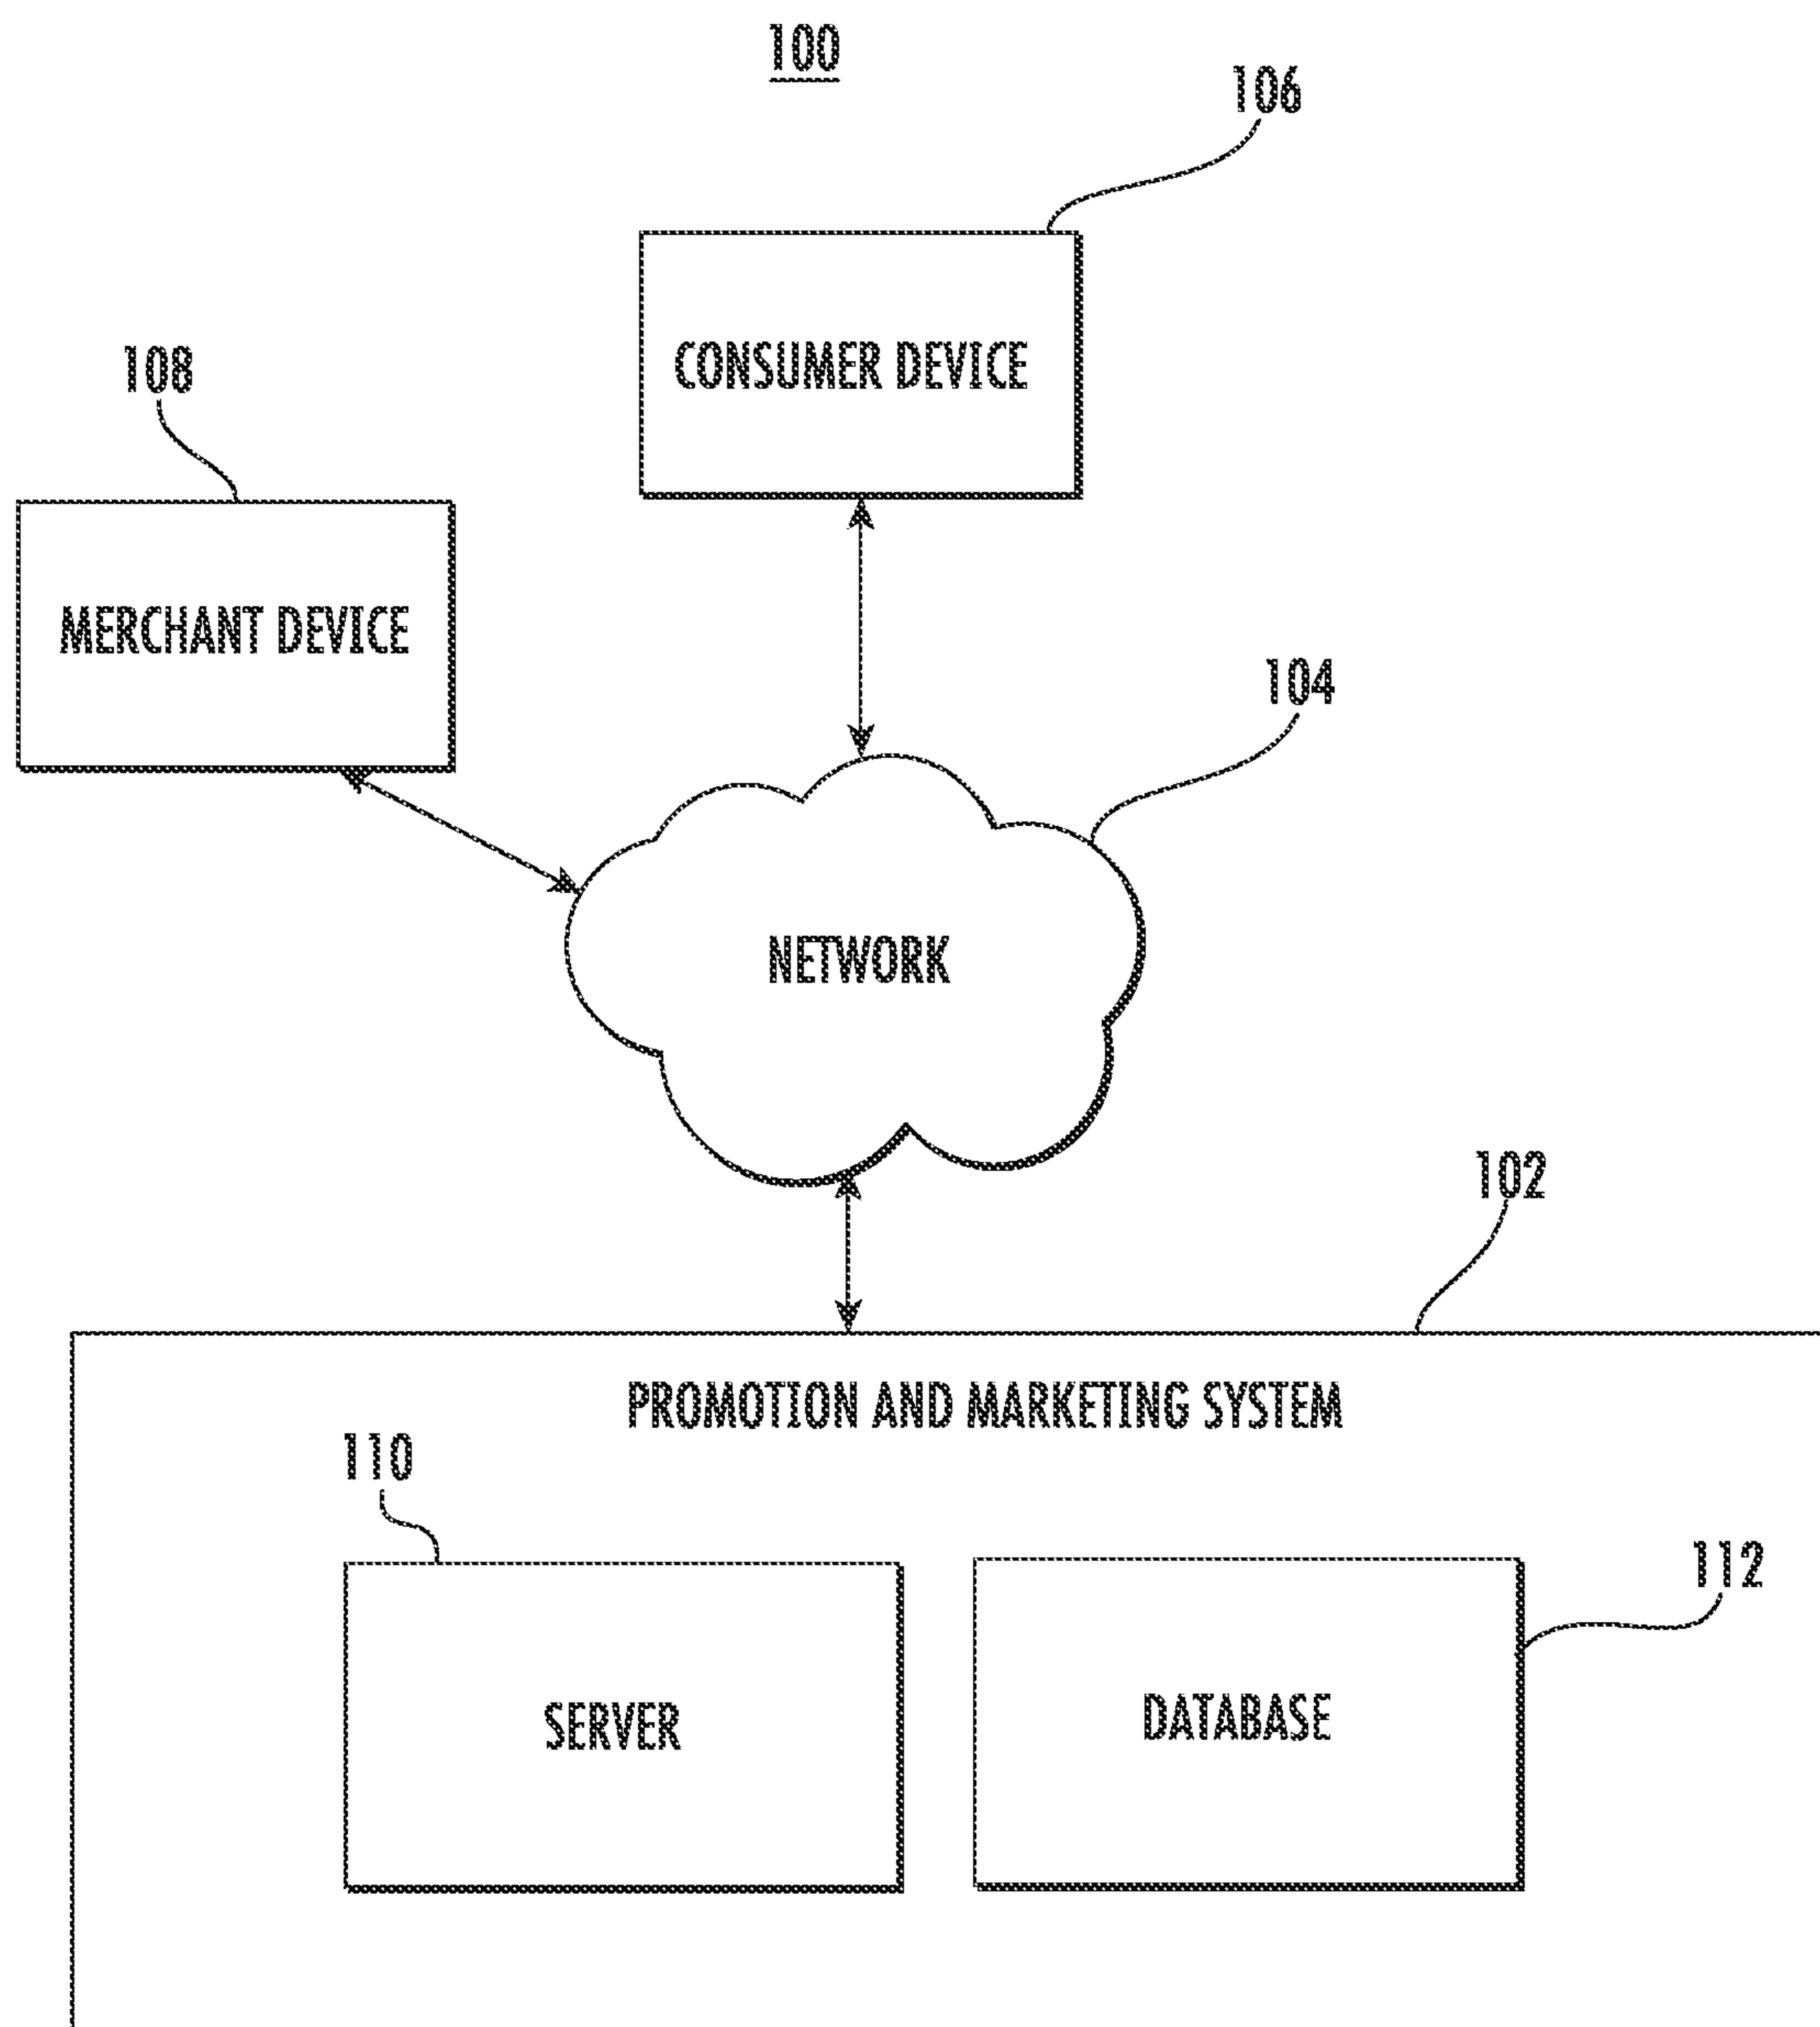 100
106
CONSUMER DEVICE
108
MERCHANT DEVICE
104
NETWORK
102
PROMOTION AND MARKETING SYSTEM
110
112
SERVER
DATABASE